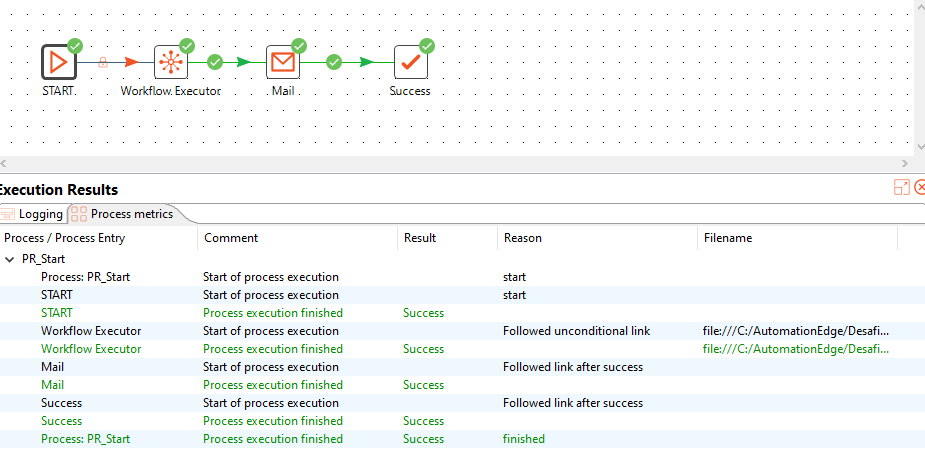 START
Workflow Executor
Mail
Success
Execution Results
Logging
Process metrics
Process / Process Entry Comment Result Reason Filename
PR_Start
Process: PR_Start Start of process execution start
START Start of process execution start
START Process execution finished Success
Workflow Executor Start of process execution Followed unconditional link file:///C:/AutomationEdge/Desafi...
Workflow Executor Process execution finished Success file:///C:/AutomationEdge/Desafi...
Mail Start of process execution Followed link after success
Mail Process execution finished Success
Success Start of process execution Followed link after success
Success Process execution finished Success
Process: PR_Start Process execution finished Success finished